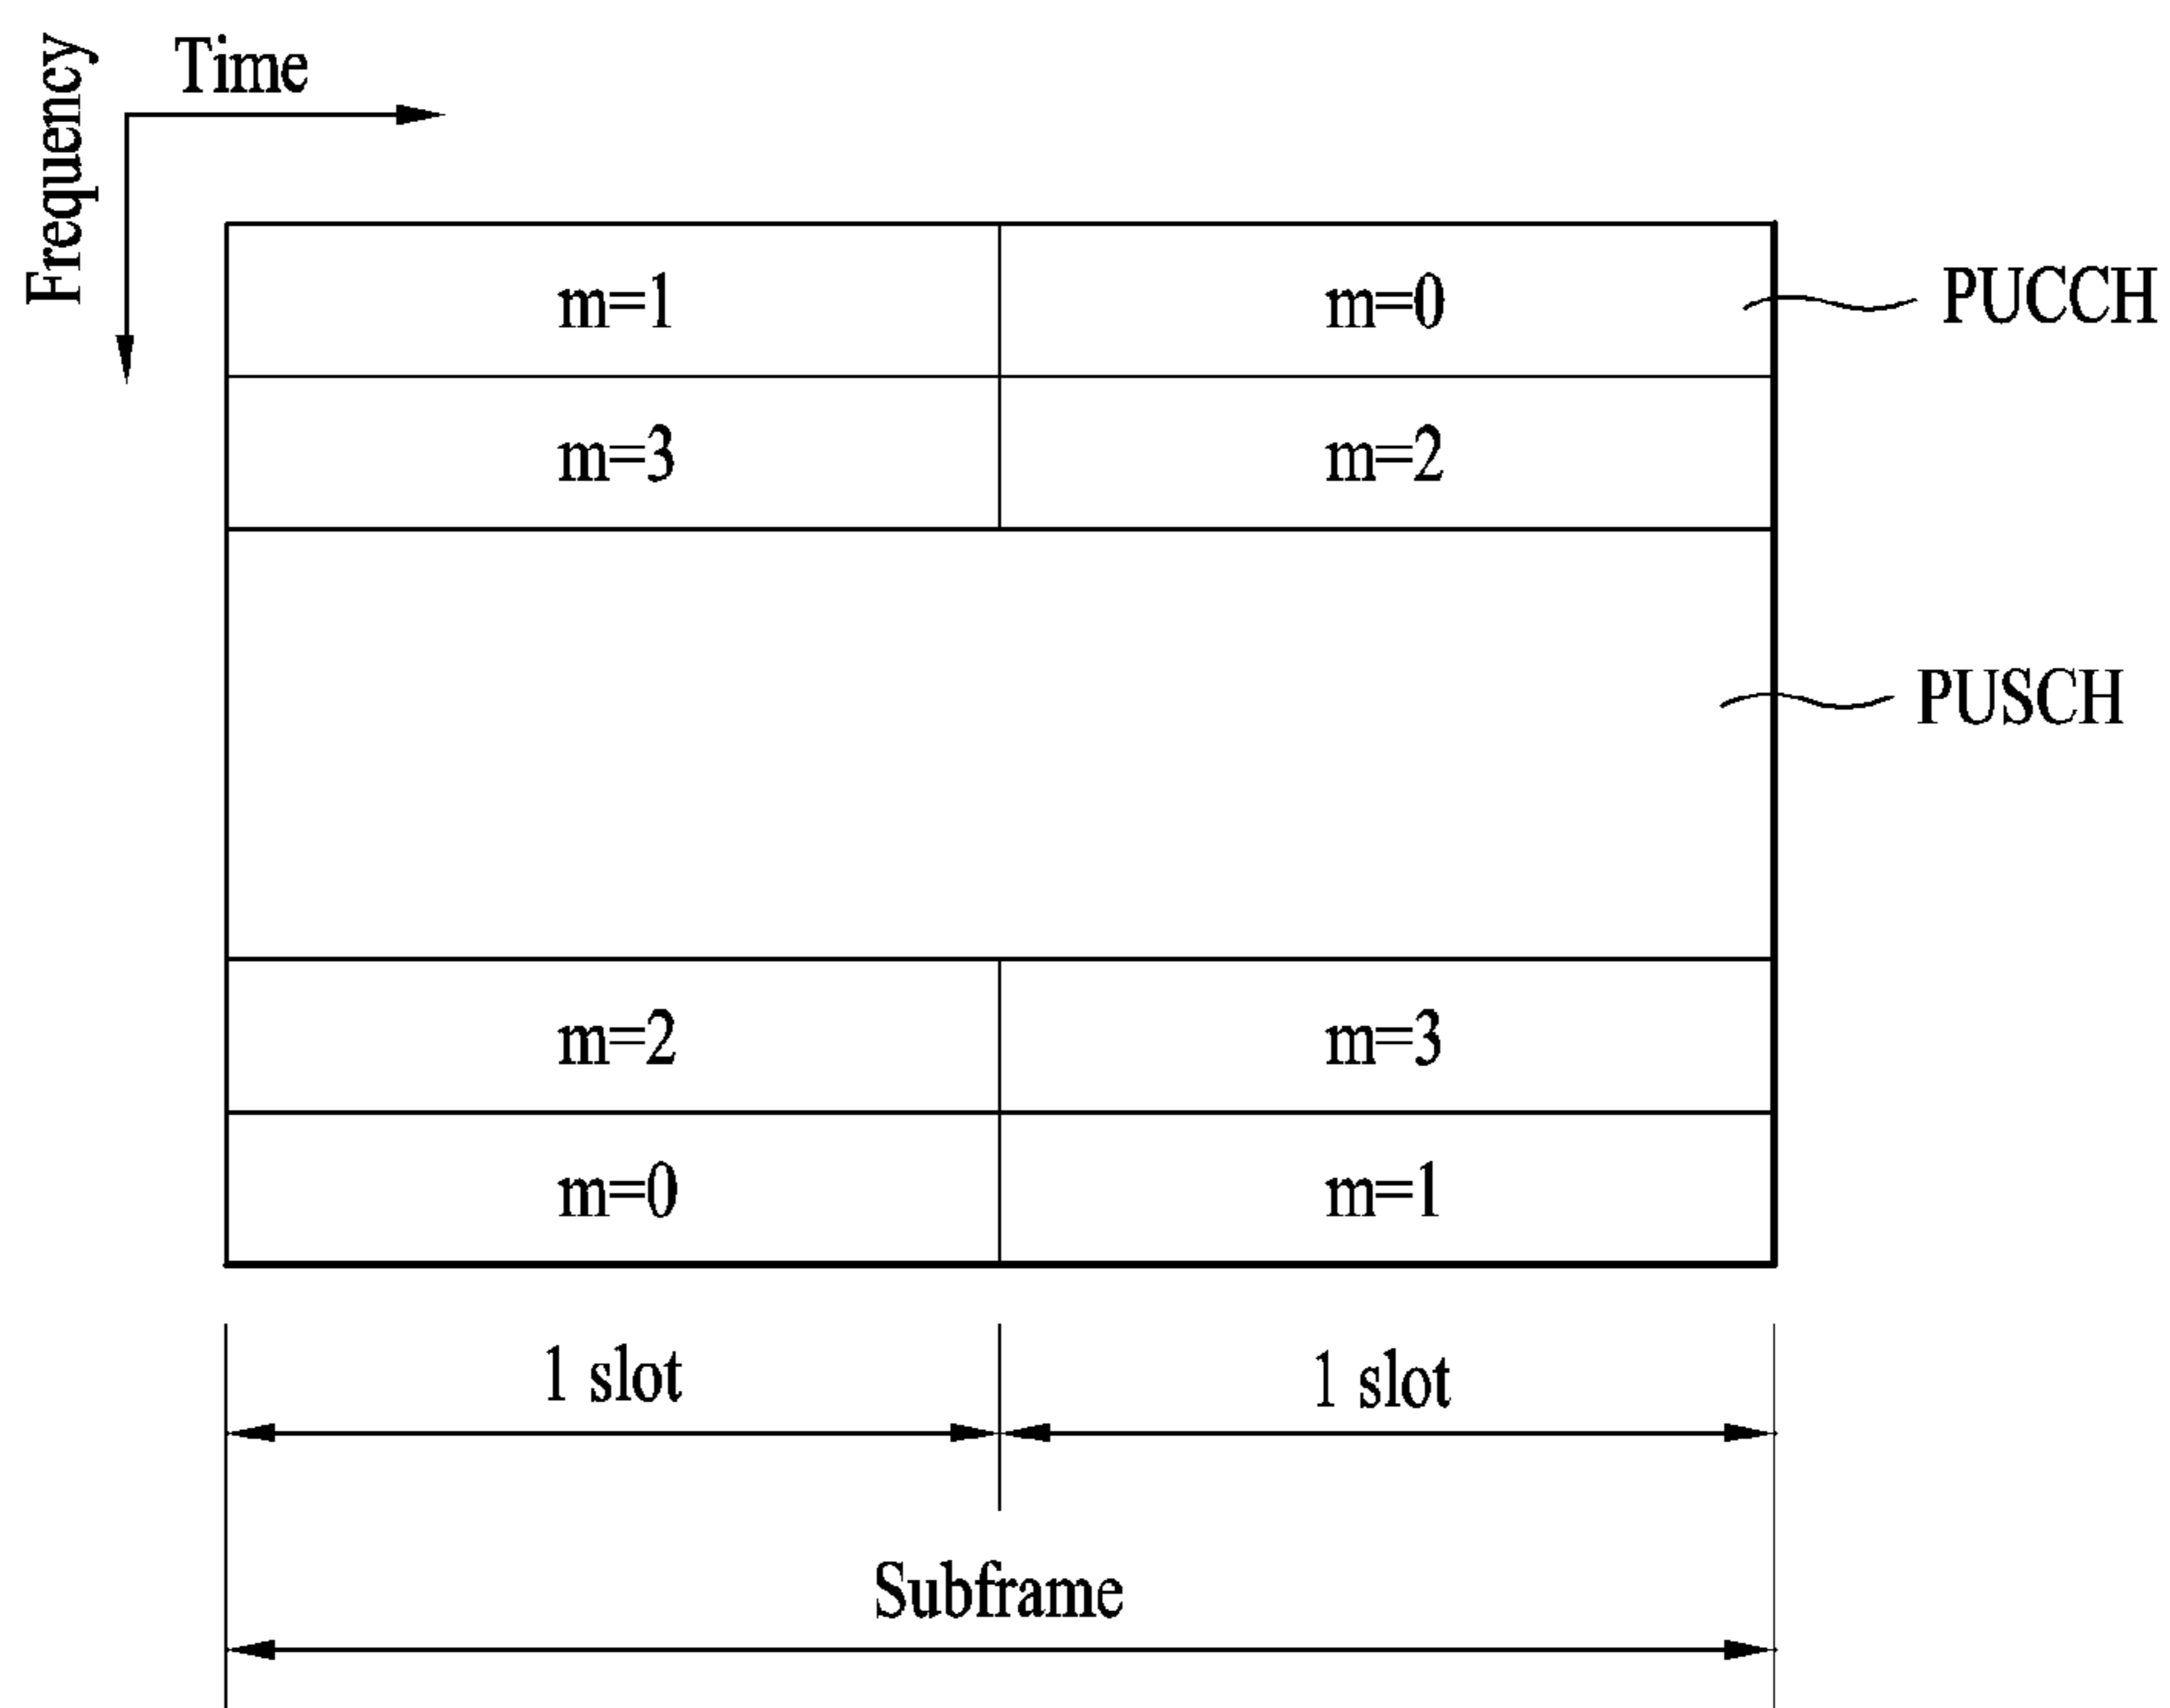 Time
Frequency
m=1
m=0
PUCCH
m=3
m=2
PUSCH
m=2
m=3
m=0
m=1
1 slot
1 slot
Subframe